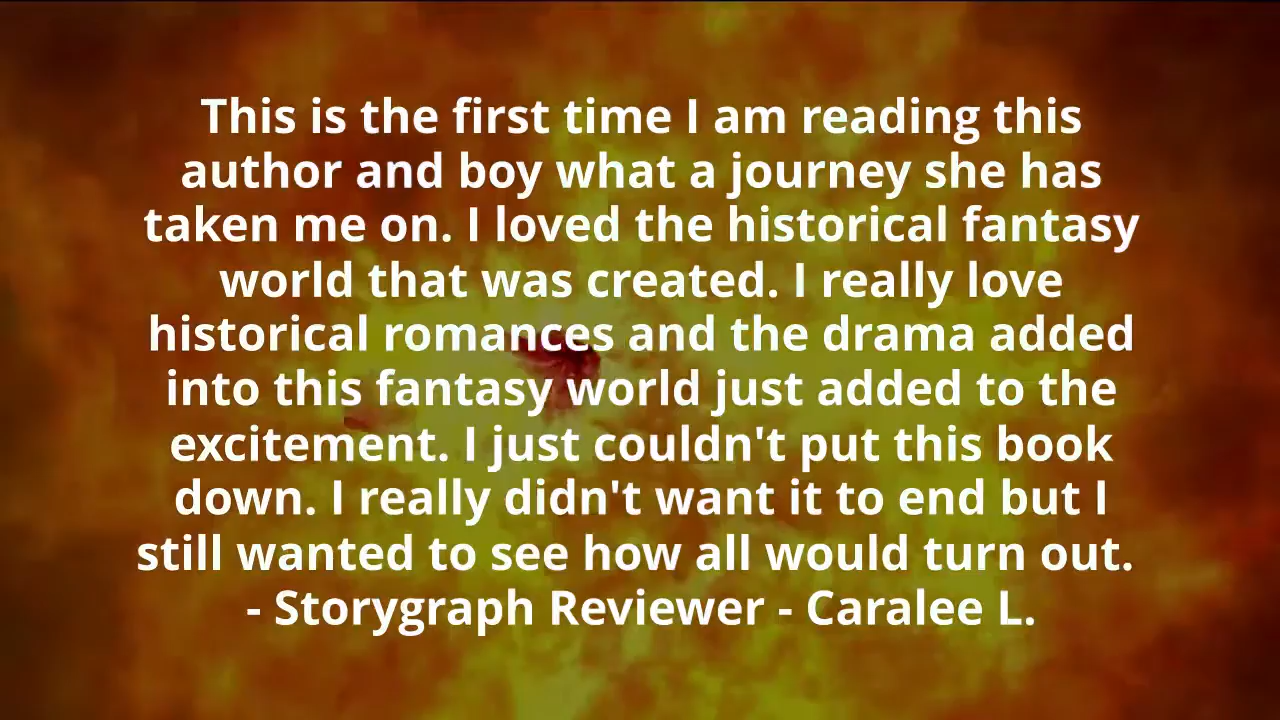 This is the first time I am reading this
author and boy what a journey she has
taken me on. I loved the historical fantasy
world that was created. I really love
historical romances and the drama added
into this fantasy world just added to the
excitement. I just couldn't put this book
down. I really didn't want it to end but I
still wanted to see how all would turn out.
- Storygraph Reviewer - Caralee L.